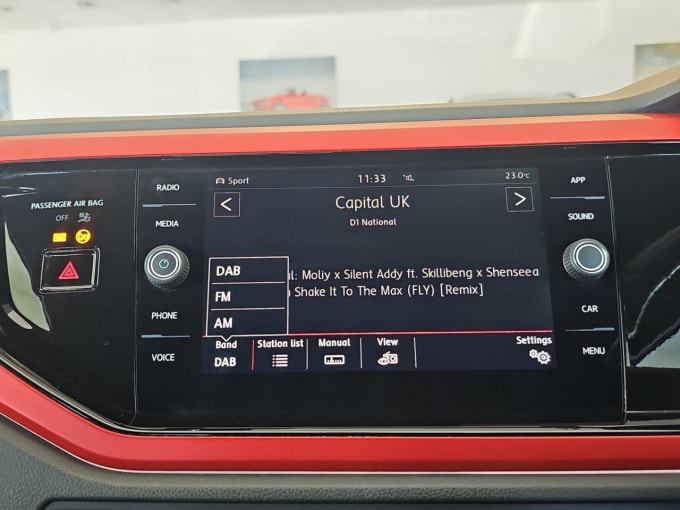 Sport
11:33
23.0°C
RADIO
APP
PASSENGER AIR BAG
OFF
MEDIA
SOUND
<
Capital UK
>
D1 National
DAB
l: Moliy x Silent Addy ft. Skillibeng x Shenseea
FM
Shake It To The Max (FLY) [Remix]
AM
PHONE
CAR
Band
Station list
Manual
View
Settings
DAB
VOICE
MENU